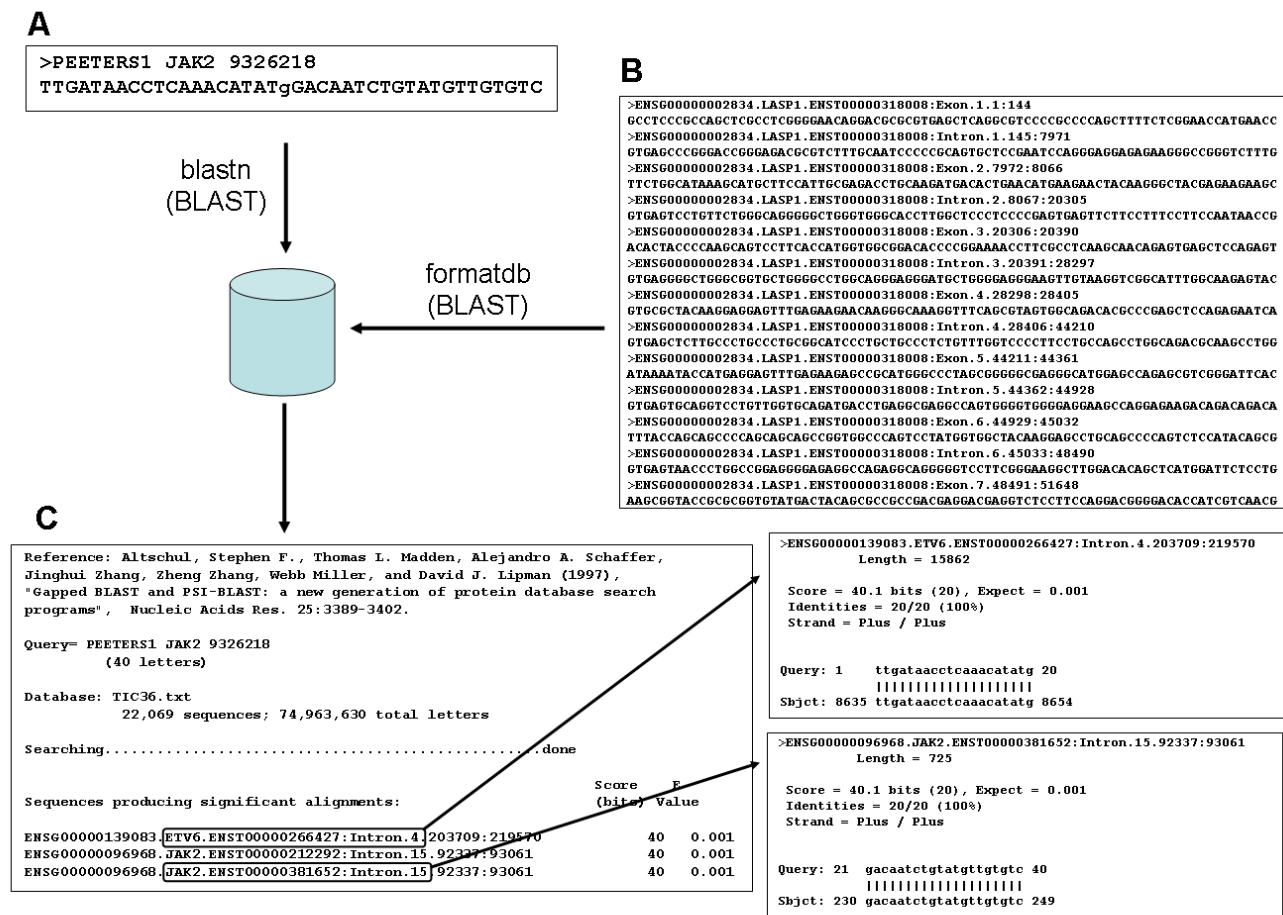 A
>PEETERS1 JAK2 9326218
TTGATAACCTCAAACATATgGACAATCTGTATGTTGTGTC
blastn
(BLAST)
formatdb
(BLAST)
B
>ENSG00000002834.LASP1.ENST00000318008:Exon.1.1:144
GCCTCCCGCCAGCTCGCCTCGGGGAACAGGACGCGCGTGAGCTCAGGCGTCCCCGCCCCAGCTTTTCTCGGAACCATGAACC
>ENSG00000002834.LASP1.ENST00000318008:Intron.1.145:7971
GTGAGCCCGGGACCGGGAGACGCGTCTTTGCAATCCCCCGCAGTGCTCCGAATCCAGGGAGGAGAGAAGGGCCGGGTCTTTG
>ENSG00000002834.LASP1.ENST00000318008:Exon.2.7972:8066
TTCTGGCATAAAGCATGCTTCCATTGCGAGACCTGCAAGATGACACTGAACATGAAGAACTACAAGGGCTACGAGAAGAAGC
>ENSG00000002834.LASP1.ENST00000318008:Intron.2.8067:20305
GTGAGTCCTGTTCTGGGCAGGGGGCTGGGTGGGCACCTTGGCTCCCTCCCCGAGTGAGTTCTTCCTTTCCTTCCAATAACCG
>ENSG00000002834.LASP1.ENST00000318008:Exon.3.20306:20390
ACACTACCCCAAGCAGTCCTTCACCATGGTGGCGGACACCCCGGAAAACCTTCGCCTCAAGCAACAGAGTGAGCTCCAGAGT
>ENSG00000002834.LASP1.ENST00000318008:Intron.3.20391:28297
GTGAGGGGCTGGGCGGTGCTGGGGCCTGGCAGGGAGGGATGCTGGGGAGGGAAGTTGTAAGGTCGGCATTTGGCAAGAGTAC
>ENSG00000002834.LASP1.ENST00000318008:Exon.4.28298:28405
GTGCGCTACAAGGAGGAGTTTGAGAAGAACAAGGGCAAAGGTTTCAGCGTAGTGGCAGACACGCCCGAGCTCCAGAGAATCA
>ENSG00000002834.LASP1.ENST00000318008:Intron.4.28406:44210
GTGAGCTCTTGCCCTGCCCTGCGGCATCCCTGCTGCCCTCTGTTTGGTCCCCTTCCTGCCAGCCTGGCAGACGCAAGCCTGG
>ENSG00000002834.LASP1.ENST00000318008:Exon.5.44211:44361
ATAAAATACCATGAGGAGTTTGAGAAGAGCCGCATGGGCCCTAGCGGGGGCGAGGGCATGGAGCCAGAGCGTCGGGATTCAC
>ENSG00000002834.LASP1.ENST00000318008:Intron.5.44362:44928
GTGAGTGCAGGTCCTGTTGGTGCAGATGACCTGAGGCGAGGCCAGTGGGGTGGGGAGGAAGCCAGGAGAAGACAGACAGACA
>ENSG00000002834.LASP1.ENST00000318008:Exon.6.44929:45032
TTTACCAGCAGCCCCAGCAGCAGCCGGTGGCCCAGTCCTATGGTGGCTACAAGGAGCCTGCAGCCCCAGTCTCCATACAGCG
>ENSG00000002834.LASP1.ENST00000318008:Intron.6.45033:48490
GTGAGTAACCCTGGCCGGAGGGGAGAGGCCAGAGGCAGGGGGTCCTTCGGGAAGGCTTGGACACAGCTCATGGATTCTCCTG
>ENSG00000002834.LASP1.ENST00000318008:Exon.7.48491:51648
AAGCGGTACCGCGCGGTGTATGACTACAGCGCCGCCGACGAGGACGAGGTCTCCTTCCAGGACGGGGACACCATCGTCAACG
C
Reference: Altschul, Stephen F., Thomas L. Madden, Alejandro A. Schaffer,
Jinghui Zhang, Zheng Zhang, Webb Miller, and David J. Lipman (1997),
"Gapped BLAST and PSI-BLAST: a new generation of protein database search
programs", Nucleic Acids Res. 25:3389-3402.
Query= PEETERS1 JAK2 9326218
(40 letters)
Database: TIC36.txt
22,069 sequences; 74,963,630 total letters
Searching..................................................done
Score E
Sequences producing significant alignments: (bits) Value
ENSG00000139083.ETV6.ENST00000266427:Intron.4.203709:219570 40 0.001
ENSG00000096968.JAK2.ENST00000212292:Intron.15.92337:93061 40 0.001
ENSG00000096968.JAK2.ENST00000381652:Intron.15.92337:93061 40 0.001
>ENSG00000139083.ETV6.ENST00000266427:Intron.4.203709:219570
Length = 15862
Score = 40.1 bits (20), Expect = 0.001
Identities = 20/20 (100%)
Strand = Plus / Plus
Query: 1 ttgataacctcaaacatatg 20
||||||||||||||||||||
Sbjct: 8635 ttgataacctcaaacatatg 8654
>ENSG00000096968.JAK2.ENST00000381652:Intron.15.92337:93061
Length = 725
Score = 40.1 bits (20), Expect = 0.001
Identities = 20/20 (100%)
Strand = Plus / Plus
Query: 21 gacaatctgtatgttgtgtc 40
||||||||||||||||||||
Sbjct: 230 gacaatctgtatgttgtgtc 249